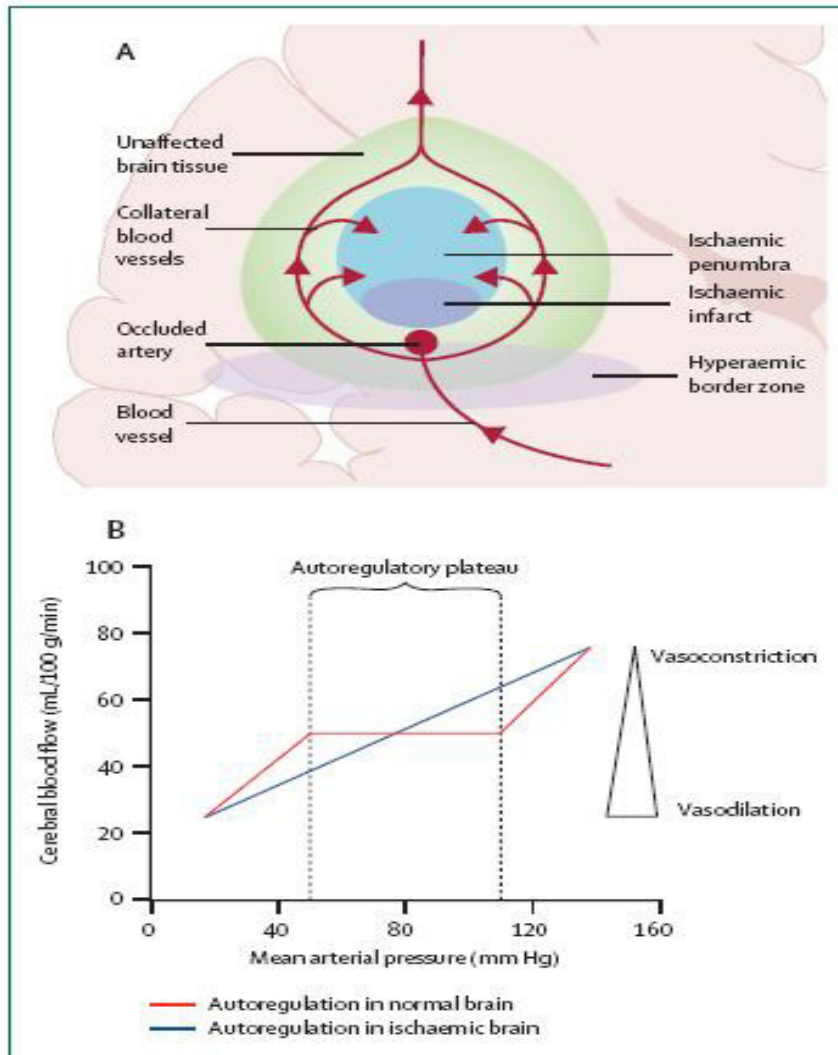 A
Unaffected
brain tissue
Collateral
blood
vessels
Occluded
artery
Blood
vessel
Ischaemic
penumbra
Ischaemic
infarct
Hyperaemic
border zone
B
Autoregulatory plateau
100
80
60
40
20
0
Cerebral blood flow (mL/100 g/min)
0 40 80 120 160
Mean arterial pressure (mm Hg)
Vasoconstriction
Vasodilation
Autoregulation in normal brain
Autoregulation in ischaemic brain